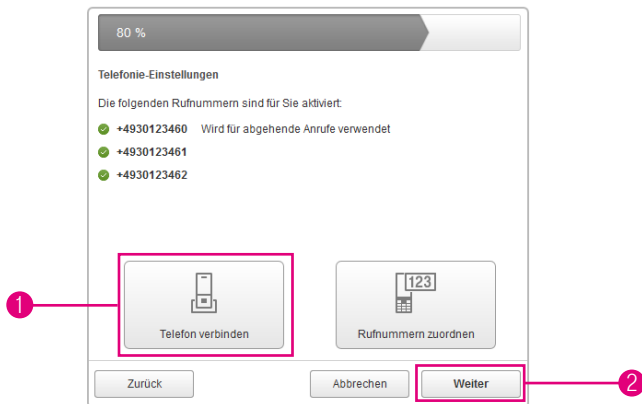 80 %
Telefonie-Einstellungen
Die folgenden Rufnummern sind für Sie aktiviert:
+4930123460 Wird für abgehende Anrufe verwendet
+4930123461
+4930123462
123
1
Telefon verbinden
Rufnummern zuordnen
Zurück
Abbrechen
Weiter
2